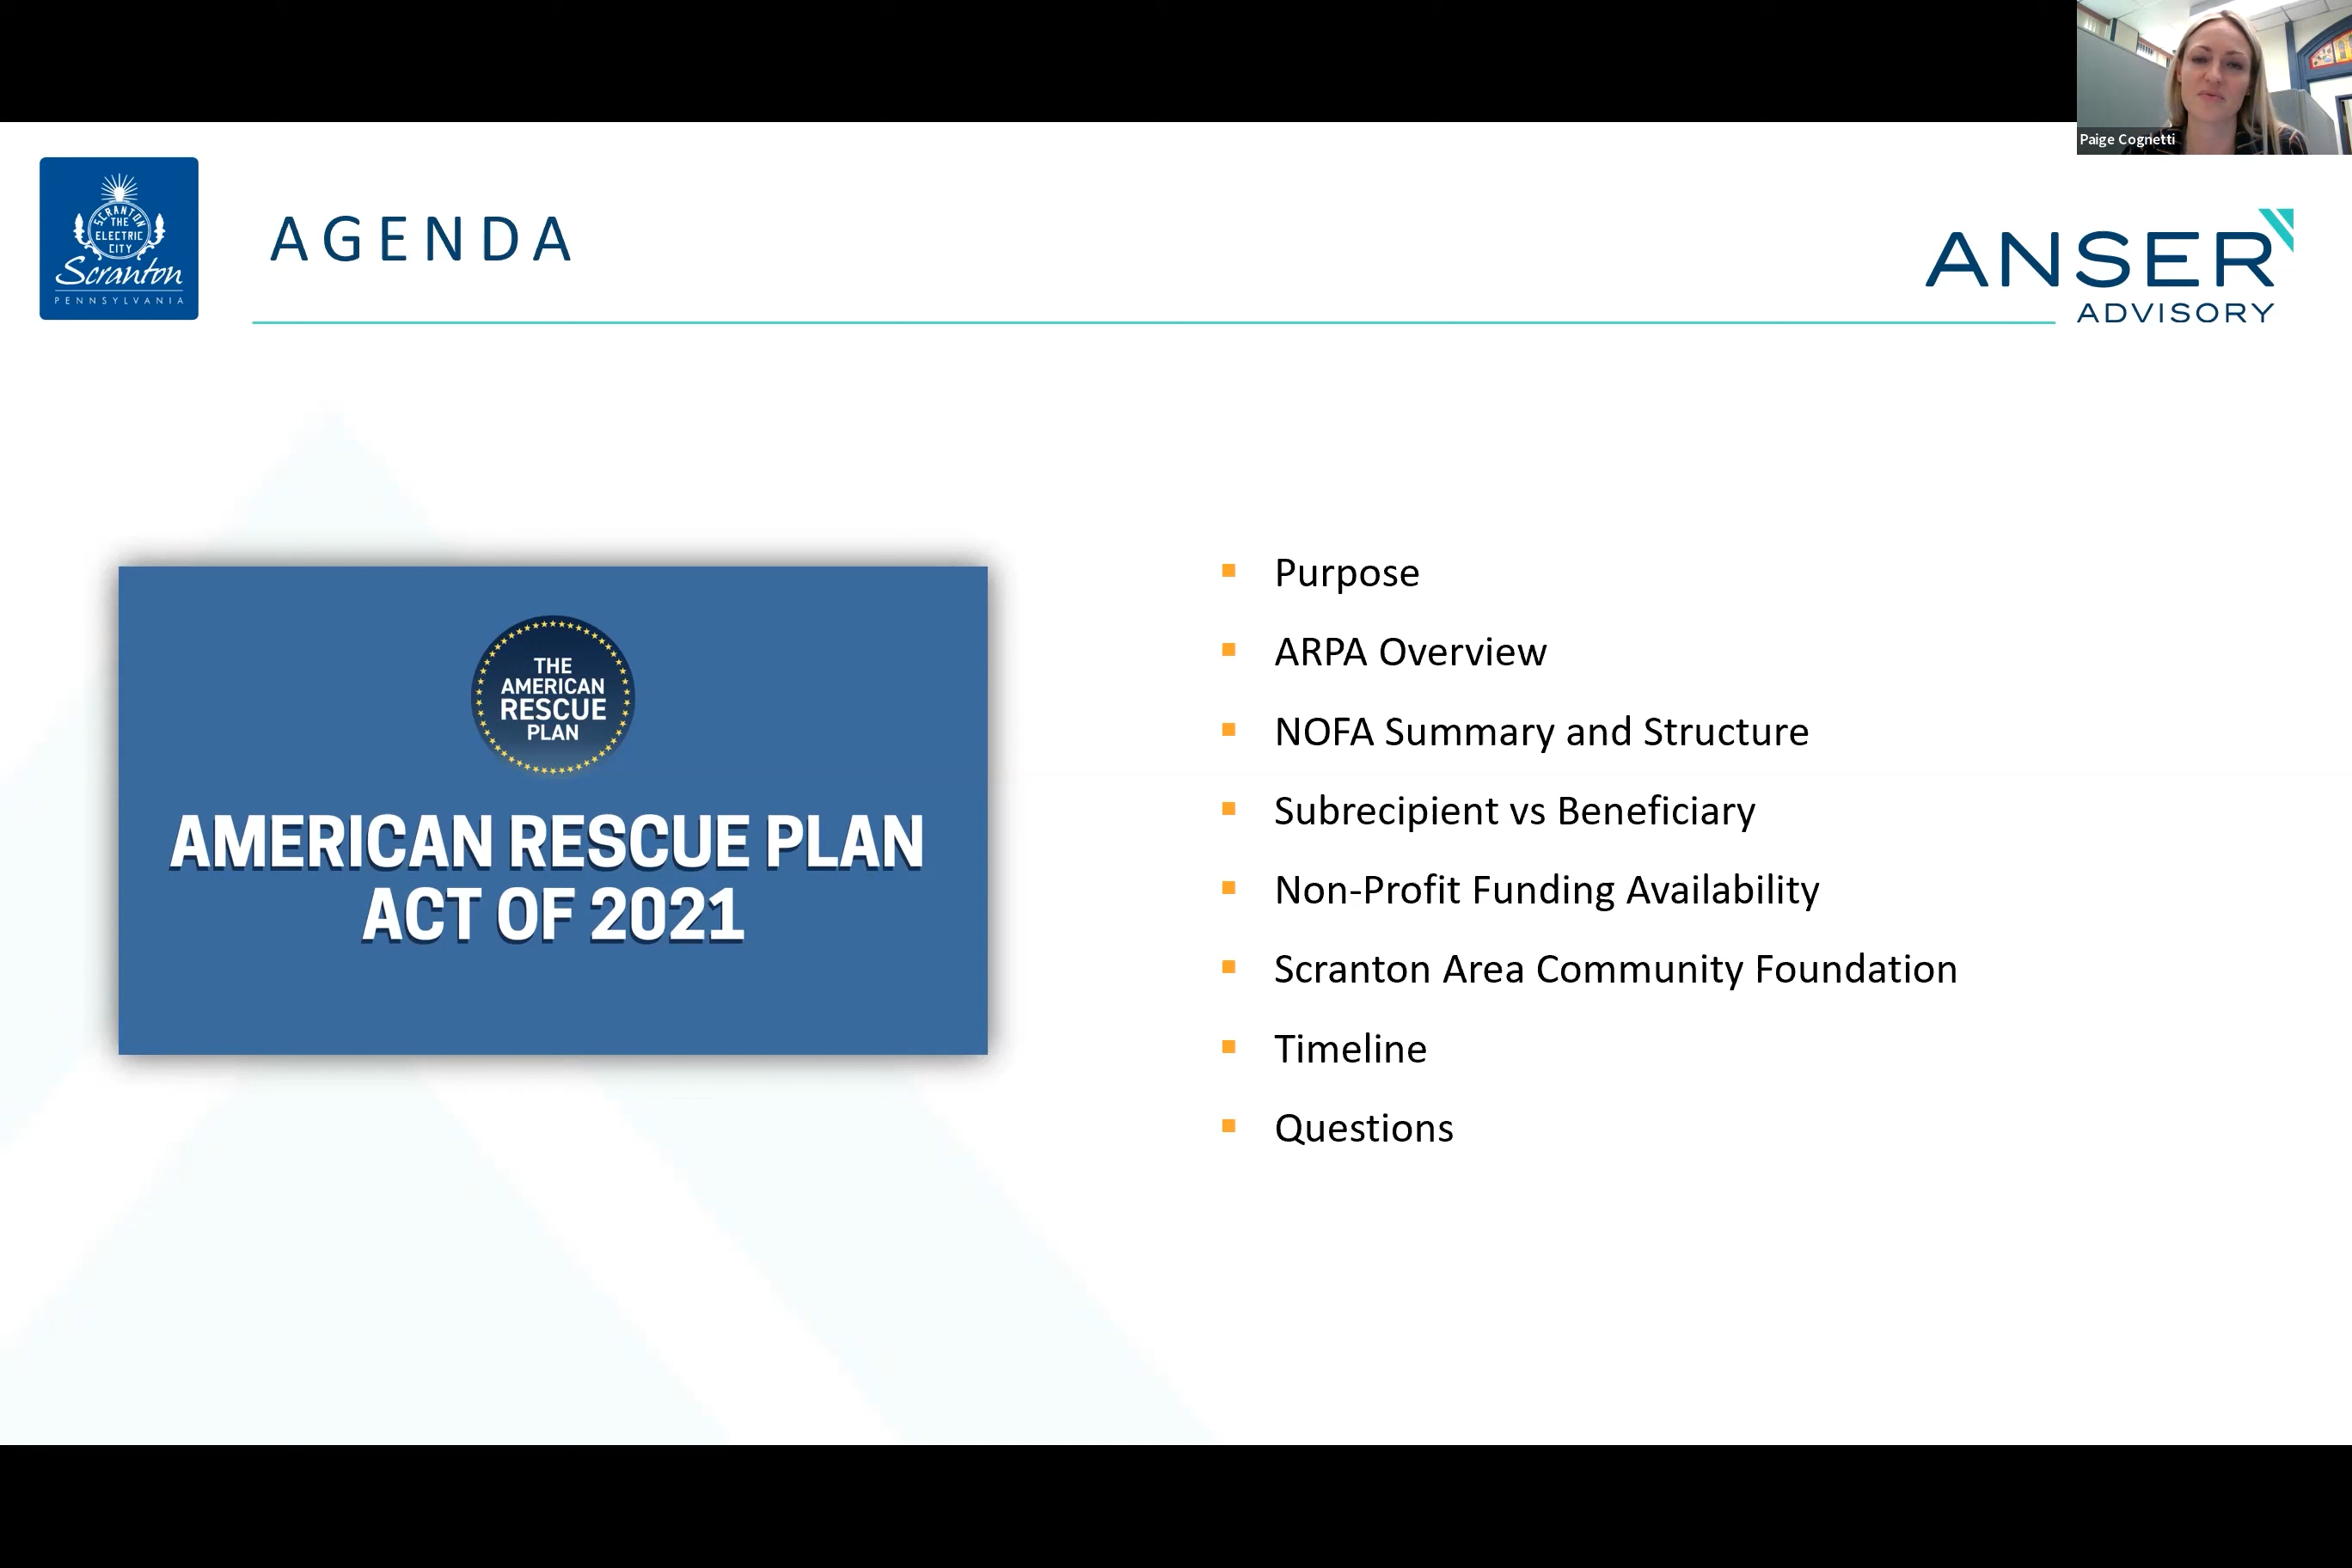 Paige Cognetti
SCRANTON
THE
ELECTRIC
CITY
Scranton
PENNSYLVANIA
AGENDA
ANSER
ADVISORY
THE
AMERICAN
RESCUE
PLAN
AMERICAN RESCUE PLAN
ACT OF 2021
Purpose
ARPA Overview
NOFA Summary and Structure
Subrecipient vs Beneficiary
Non-Profit Funding Availability
Scranton Area Community Foundation
Timeline
Questions